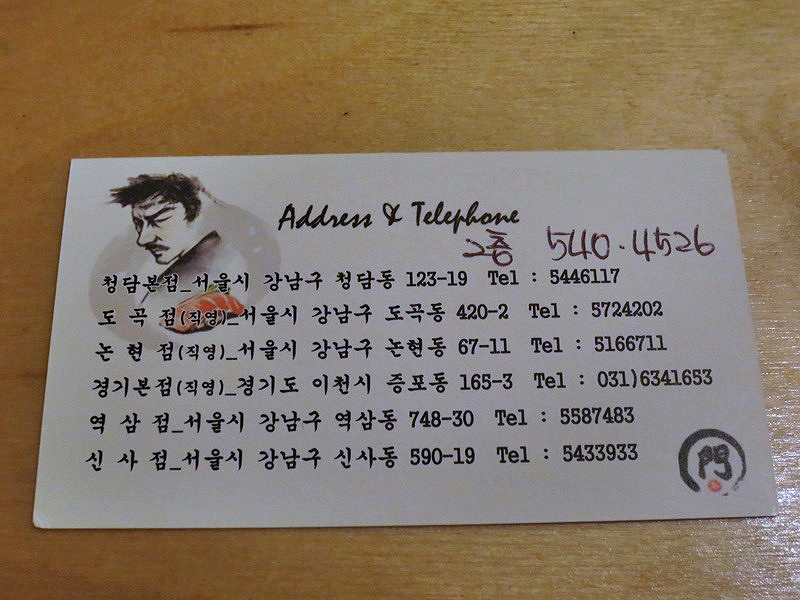 Address & Telephone
2층 540.4526
청담본점_서울시 강남구 청담동 123-19 Tel : 5446117
도 곡 점(직영)_서울시 강남구 도곡동 420-2 Tel : 5724202
논 현 점(직영)_서울시 강남구 논현동 67-11 Tel : 5166711
경기본점(직영)_경기도 이천시 증포동 165-3 Tel : 031)6341653
역 삼 점_서울시 강남구 역삼동 748-30 Tel : 5587483
신 사 점_서울시 강남구 신사동 590-19 Tel : 5433933
門